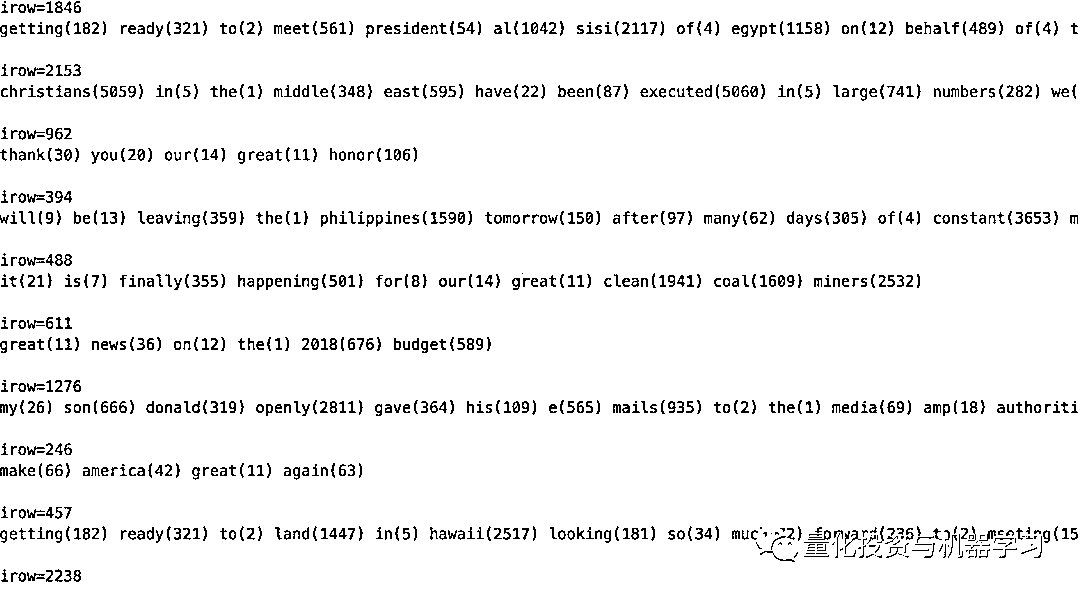 irow=1846
getting(182) ready(321) to(2) meet(561) president(54) al(1042) sisi(2117) of(4) egypt(1158) on(12) behalf(489) of(4) t
irow=2153
christians(5059) in(5) the(1) middle(348) east(595) have(22) been(87) executed(5060) in(5) large(741) numbers(282) we(
irow=962
thank(30) you(20) our(14) great(11) honor(106)
irow=394
will(9) be(13) leaving(359) the(1) philippines(1590) tomorrow(150) after(97) many(62) days(305) of(4) constant(3653) m
irow=488
it(21) is(7) finally(355) happening(501) for(8) our(14) great(11) clean(1941) coal(1609) miners(2532)
irow=611
great(11) news(36) on(12) the(1) 2018(676) budget(589)
irow=1276
my(26) son(666) donald(319) openly(2811) gave(364) his(109) e(565) mails(935) to(2) the(1) media(69) amp(18) authoriti
irow=246
make(66) america(42) great(11) again(63)
irow=457
getting(182) ready(321) to(2) land(1447) in(5) hawaii(2517) looking(181) so(34) forward(236) to(2) meeting(15
量化投资与机器学习
irow=2238